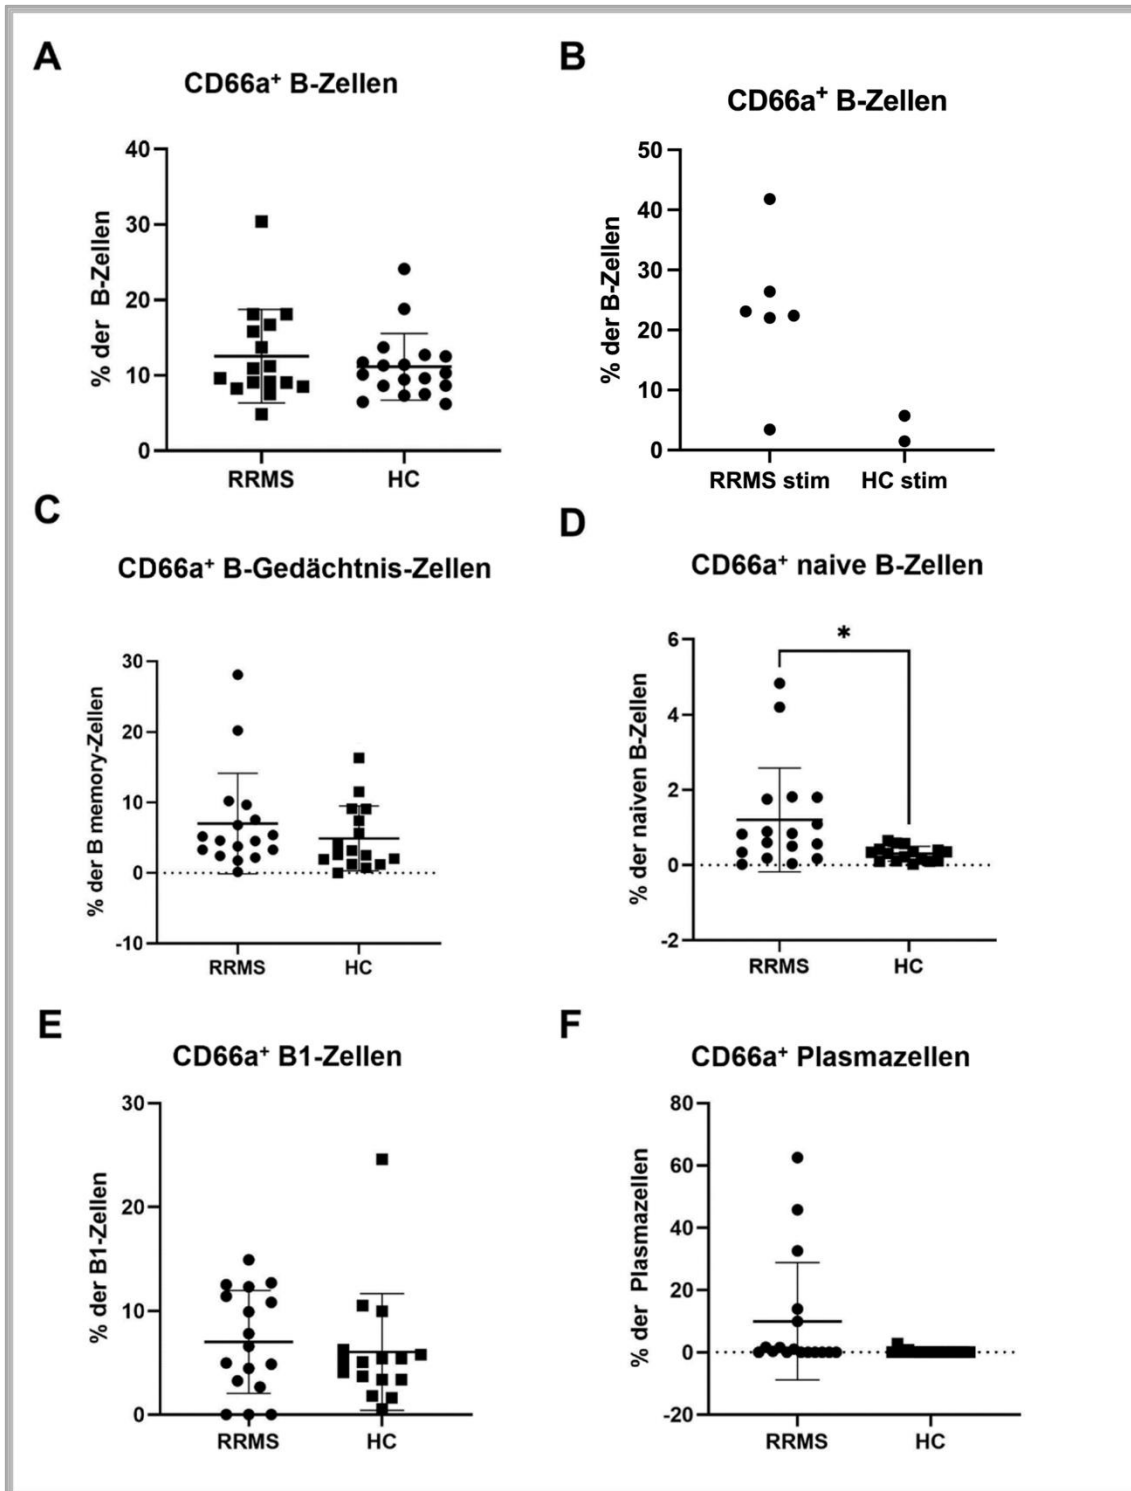 A
CD66a⁺ B-Zellen
% der B-Zellen
40
30
20
10
0
RRMS
HC
B
CD66a⁺ B-Zellen
% der B-Zellen
50
40
30
20
10
0
RRMS stim
HC stim
C
CD66a⁺ B-Gedächtnis-Zellen
% der B memory-Zellen
30
20
10
0
-10
RRMS
HC
D
CD66a⁺ naive B-Zellen
% der naiven B-Zellen
6
4
2
0
-2
*
RRMS
HC
E
CD66a⁺ B1-Zellen
% der B1-Zellen
30
20
10
0
RRMS
HC
F
CD66a⁺ Plasmazellen
% der Plasmazellen
80
60
40
20
0
-20
RRMS
HC